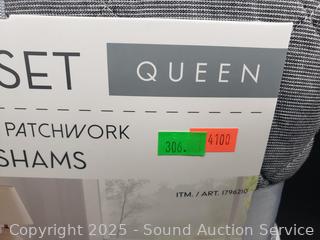 SET
QUEEN
PATCHWORK
SHAMS
306.
4100
ITM. / ART. 1796210
Copyright 2025 - Sound Auction Service